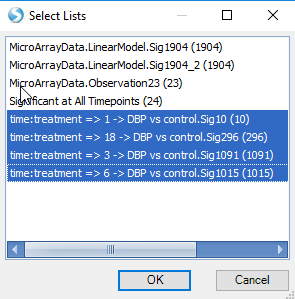 Select Lists
MicroArrayData.LinearModel.Sig1904 (1904)
MicroArrayData.LinearModel.Sig1904_2 (1904)
MicroArrayData.Observation23 (23)
Significant at All Timepoints (24)
time:treatment => 1 -> DBP vs control.Sig10 (10)
time:treatment => 18 -> DBP vs control.Sig296 (296)
time:treatment => 3 -> DBP vs control.Sig1091 (1091)
time:treatment => 6 -> DBP vs control.Sig1015 (1015)
OK
Cancel